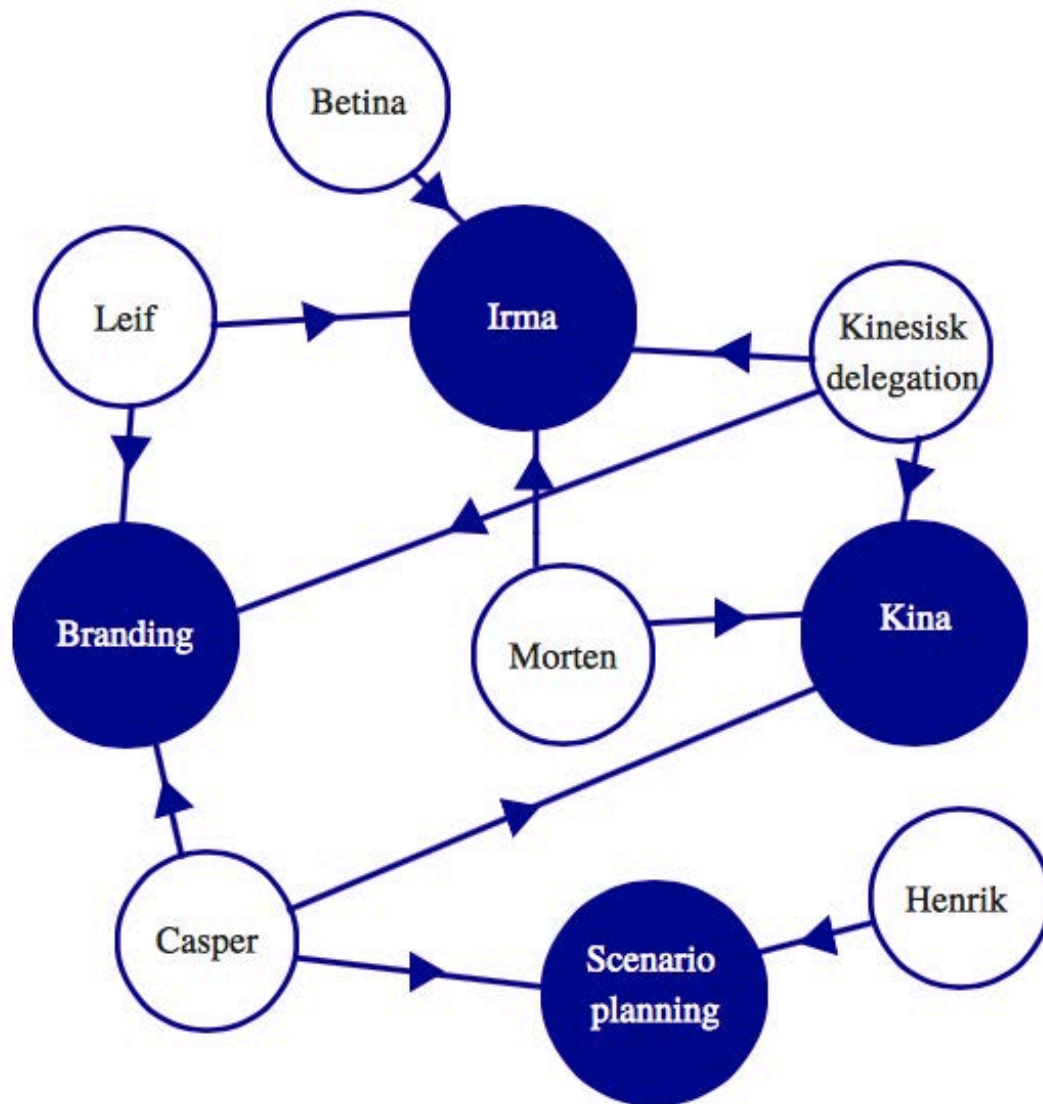 Betina
Leif
Irma
Kinesisk
delegation
Branding
Morten
Kina
Casper
Scenario
planning
Henrik